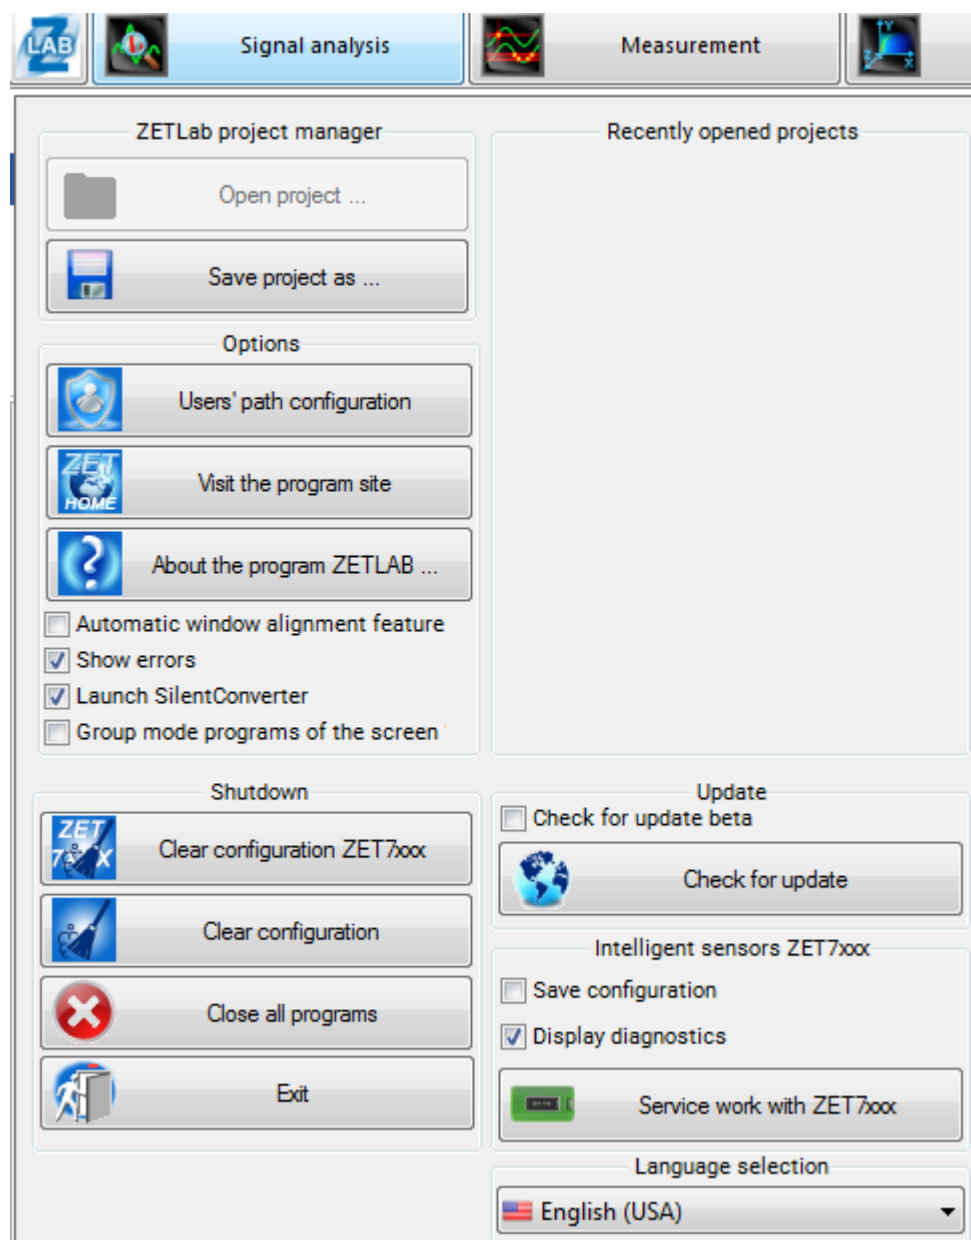 LAB
Signal analysis
Measurement
ZETLab project manager
Open project ...
Save project as ...
Options
Users' path configuration
ZET
HOME
Visit the program site
About the program ZETLAB ...
Automatic window alignment feature
Show errors
Launch SilentConverter
Group mode programs of the screen
Recently opened projects
Shutdown
ZET
Clear configuration ZET7xxx
Clear configuration
Close all programs
Exit
Update
Check for update beta
Check for update
Intelligent sensors ZET7xxx
Save configuration
Display diagnostics
Service work with ZET7xxx
Language selection
English (USA)